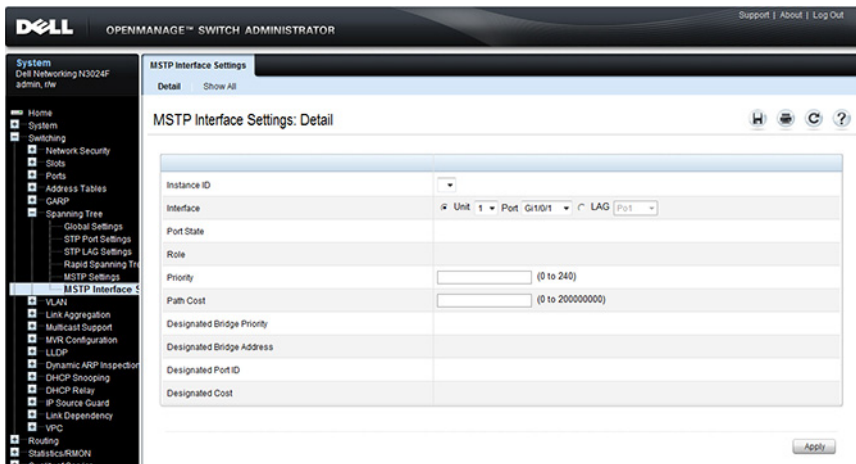 Support | About | Log Out
DELL OPENMANAGE™ SWITCH ADMINISTRATOR
System
Dell Networking N3024F
admin, r/w
Home
System
Switching
Network Security
Slots
Ports
Address Tables
GARP
Spanning Tree
Global Settings
STP Port Settings
STP LAG Settings
Rapid Spanning Tre
MSTP Settings
MSTP Interface S
VLAN
Link Aggregation
Multicast Support
MVR Configuration
LLDP
Dynamic ARP Inspection
DHCP Snooping
DHCP Relay
IP Source Guard
Link Dependency
VPC
Routing
Statistics/RMON
MSTP Interface Settings
Detail Show All
MSTP Interface Settings: Detail
Instance ID
Interface Unit 1 Port Gi1/0/1 LAG Po1
Port State
Role
Priority (0 to 240)
Path Cost (0 to 200000000)
Designated Bridge Priority
Designated Bridge Address
Designated Port ID
Designated Cost
Apply